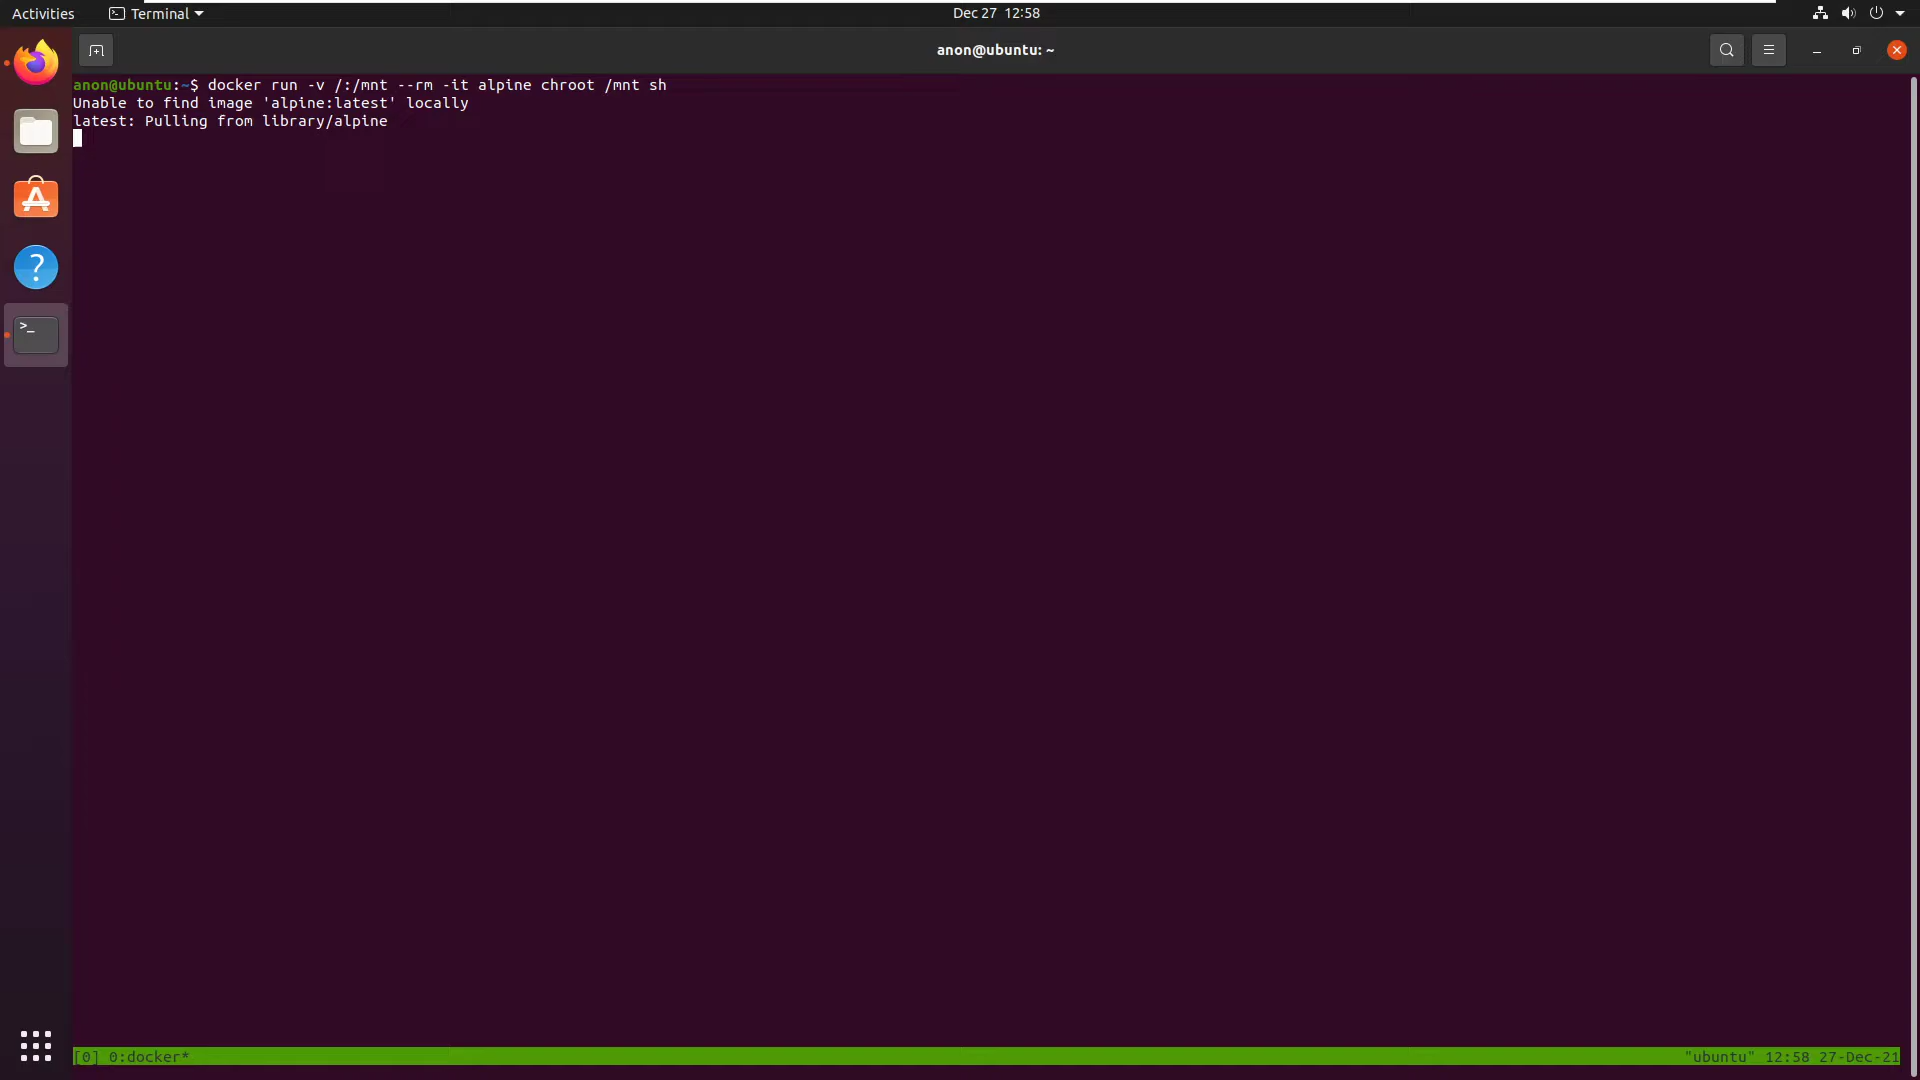 Activities
Terminal
Dec 27 12:58
anon@ubuntu: ~
anon@ubuntu:~$ docker run -v /:/mnt --rm -it alpine chroot /mnt sh
Unable to find image 'alpine:latest' locally
latest: Pulling from library/alpine
[0] 0:docker*
"ubuntu" 12:58 27-Dec-21